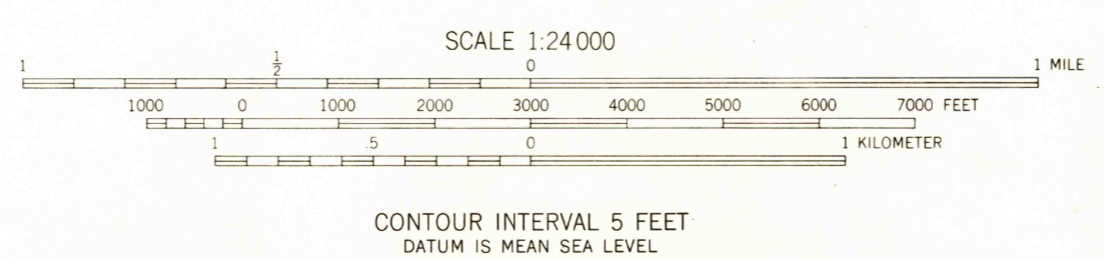 SCALE 1:24 000
1 1/2 0 1 MILE
1000 0 1000 2000 3000 4000 5000 6000 7000 FEET
1 .5 0 1 KILOMETER
CONTOUR INTERVAL 5 FEET
DATUM IS MEAN SEA LEVEL